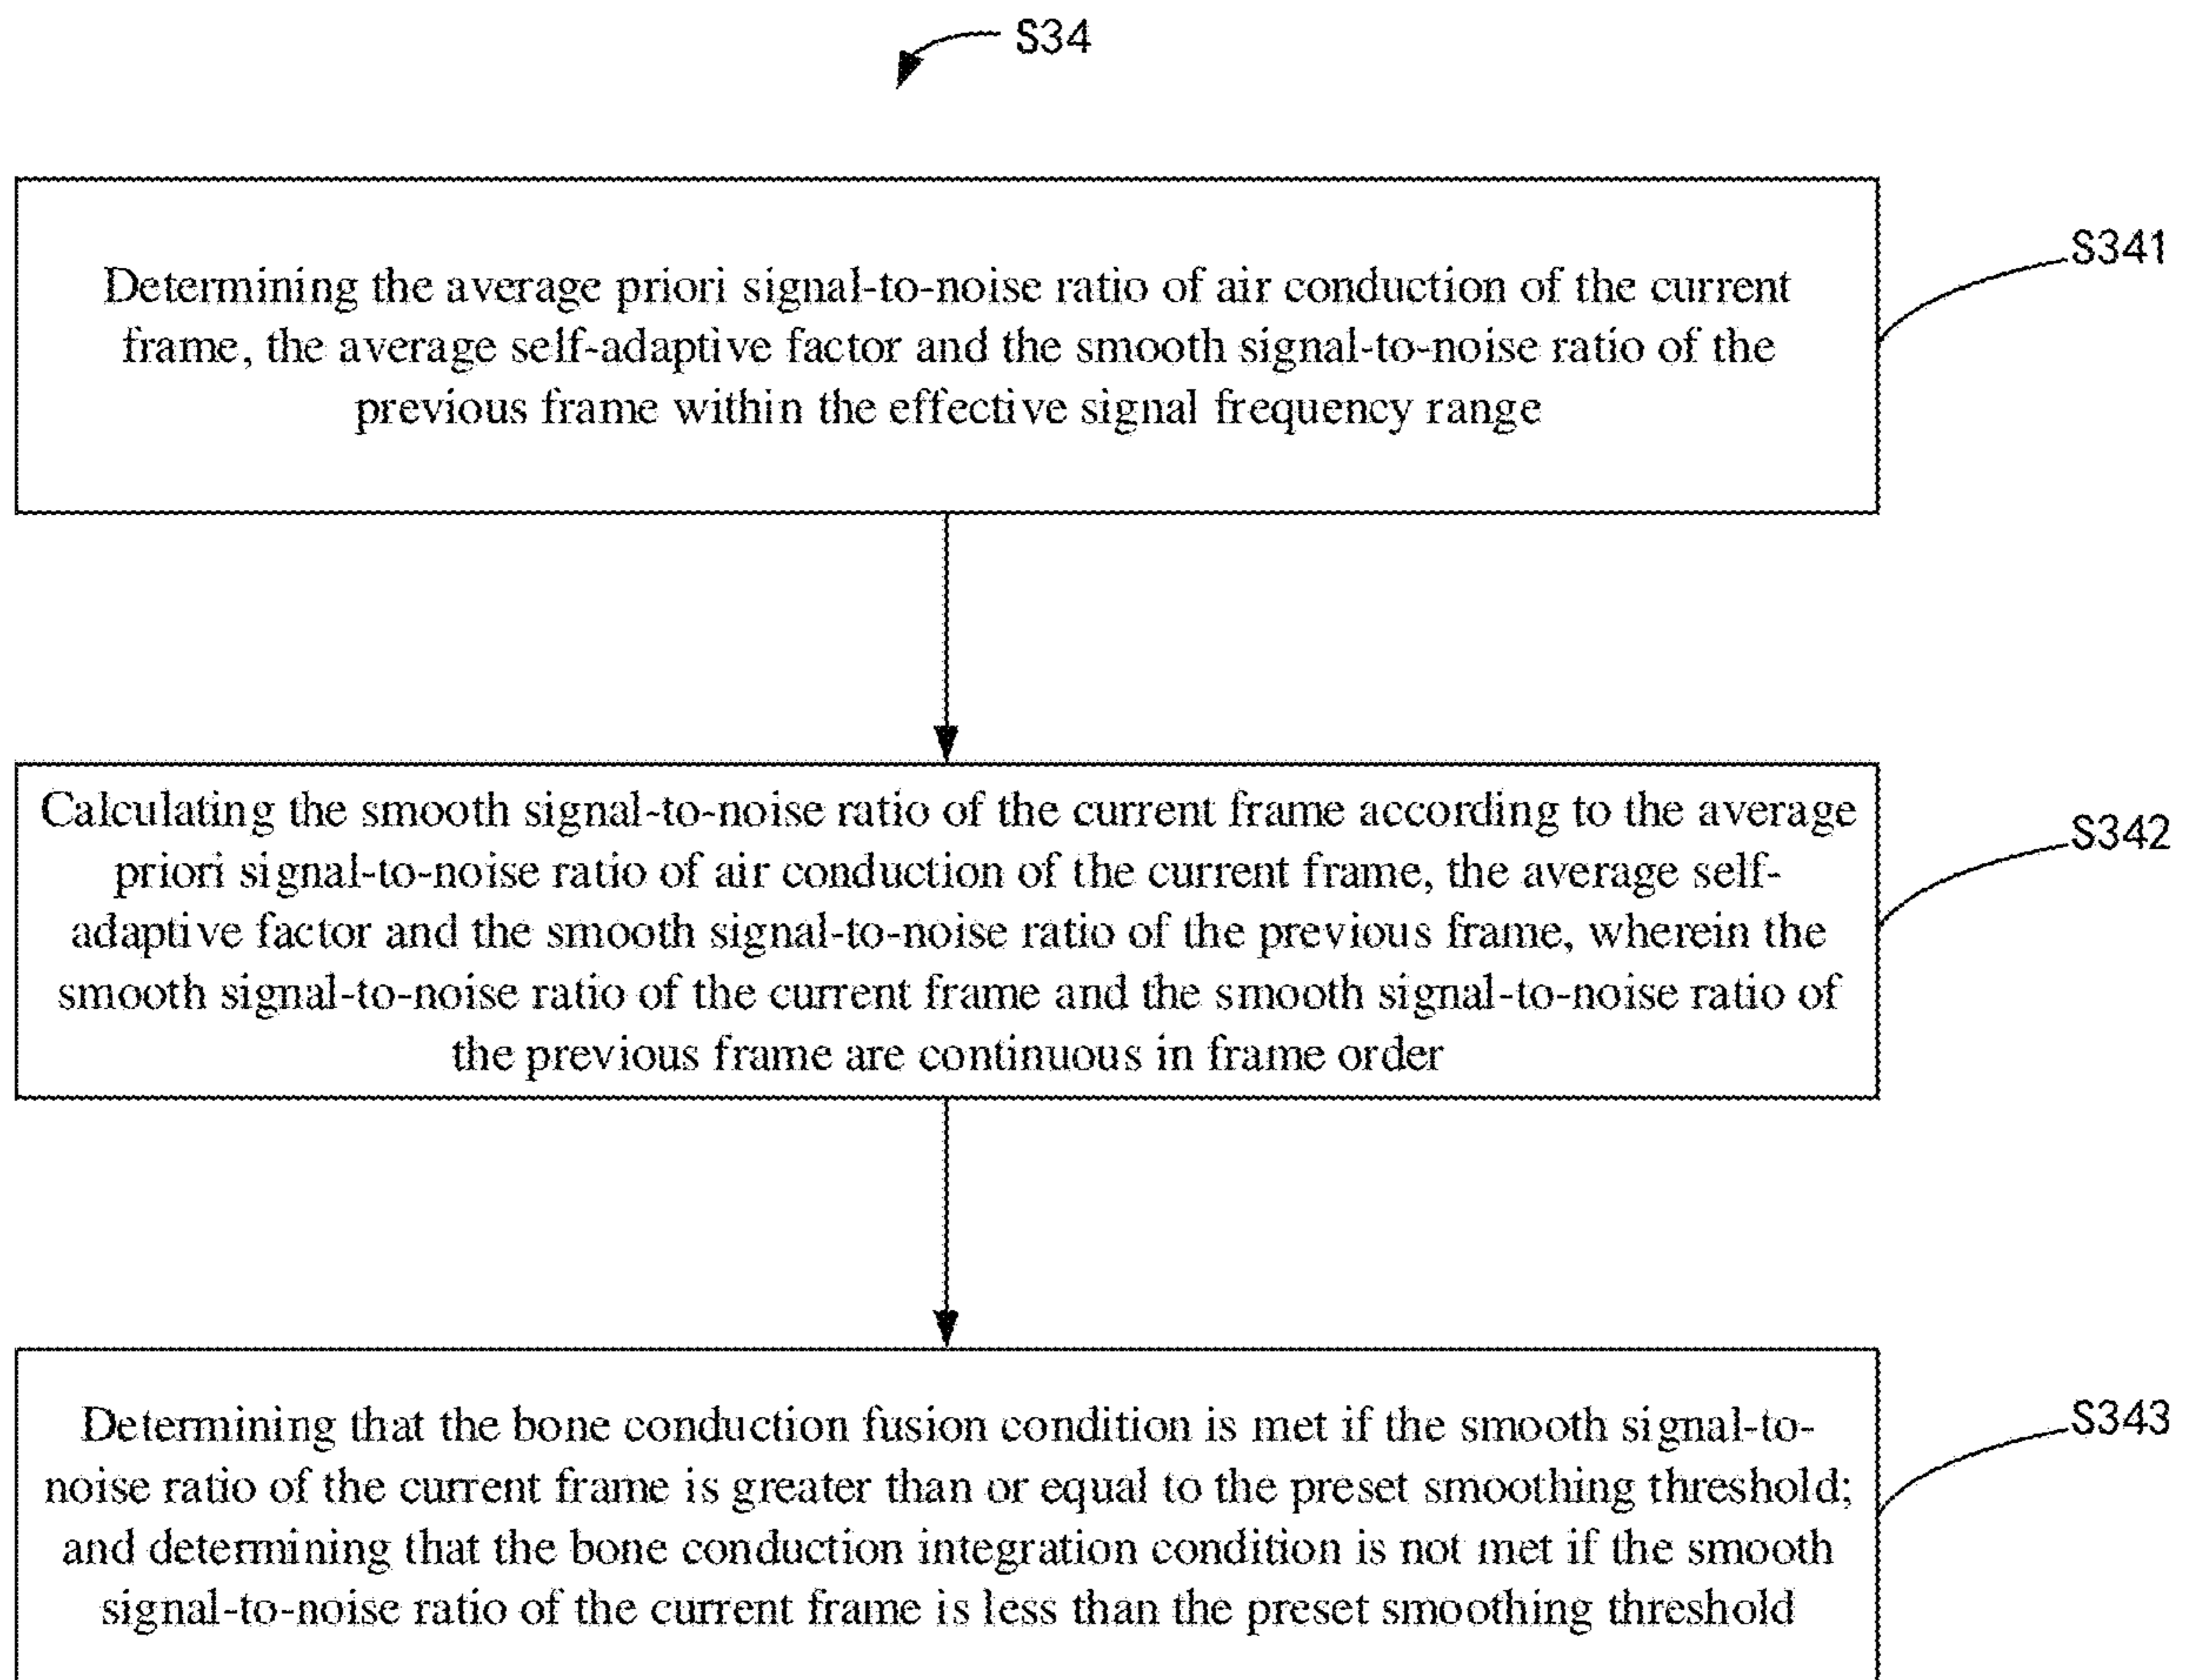 S34
S341
Determining the average priori signal-to-noise ratio of air conduction of the current
frame, the average self-adaptive factor and the smooth signal-to-noise ratio of the
previous frame within the effective signal frequency range
S342
Calculating the smooth signal-to-noise ratio of the current frame according to the average
priori signal-to-noise ratio of air conduction of the current frame, the average self-
adaptive factor and the smooth signal-to-noise ratio of the previous frame, wherein the
smooth signal-to-noise ratio of the current frame and the smooth signal-to-noise ratio of
the previous frame are continuous in frame order
S343
Determining that the bone conduction fusion condition is met if the smooth signal-to-
noise ratio of the current frame is greater than or equal to the preset smoothing threshold;
and determining that the bone conduction integration condition is not met if the smooth
signal-to-noise ratio of the current frame is less than the preset smoothing threshold